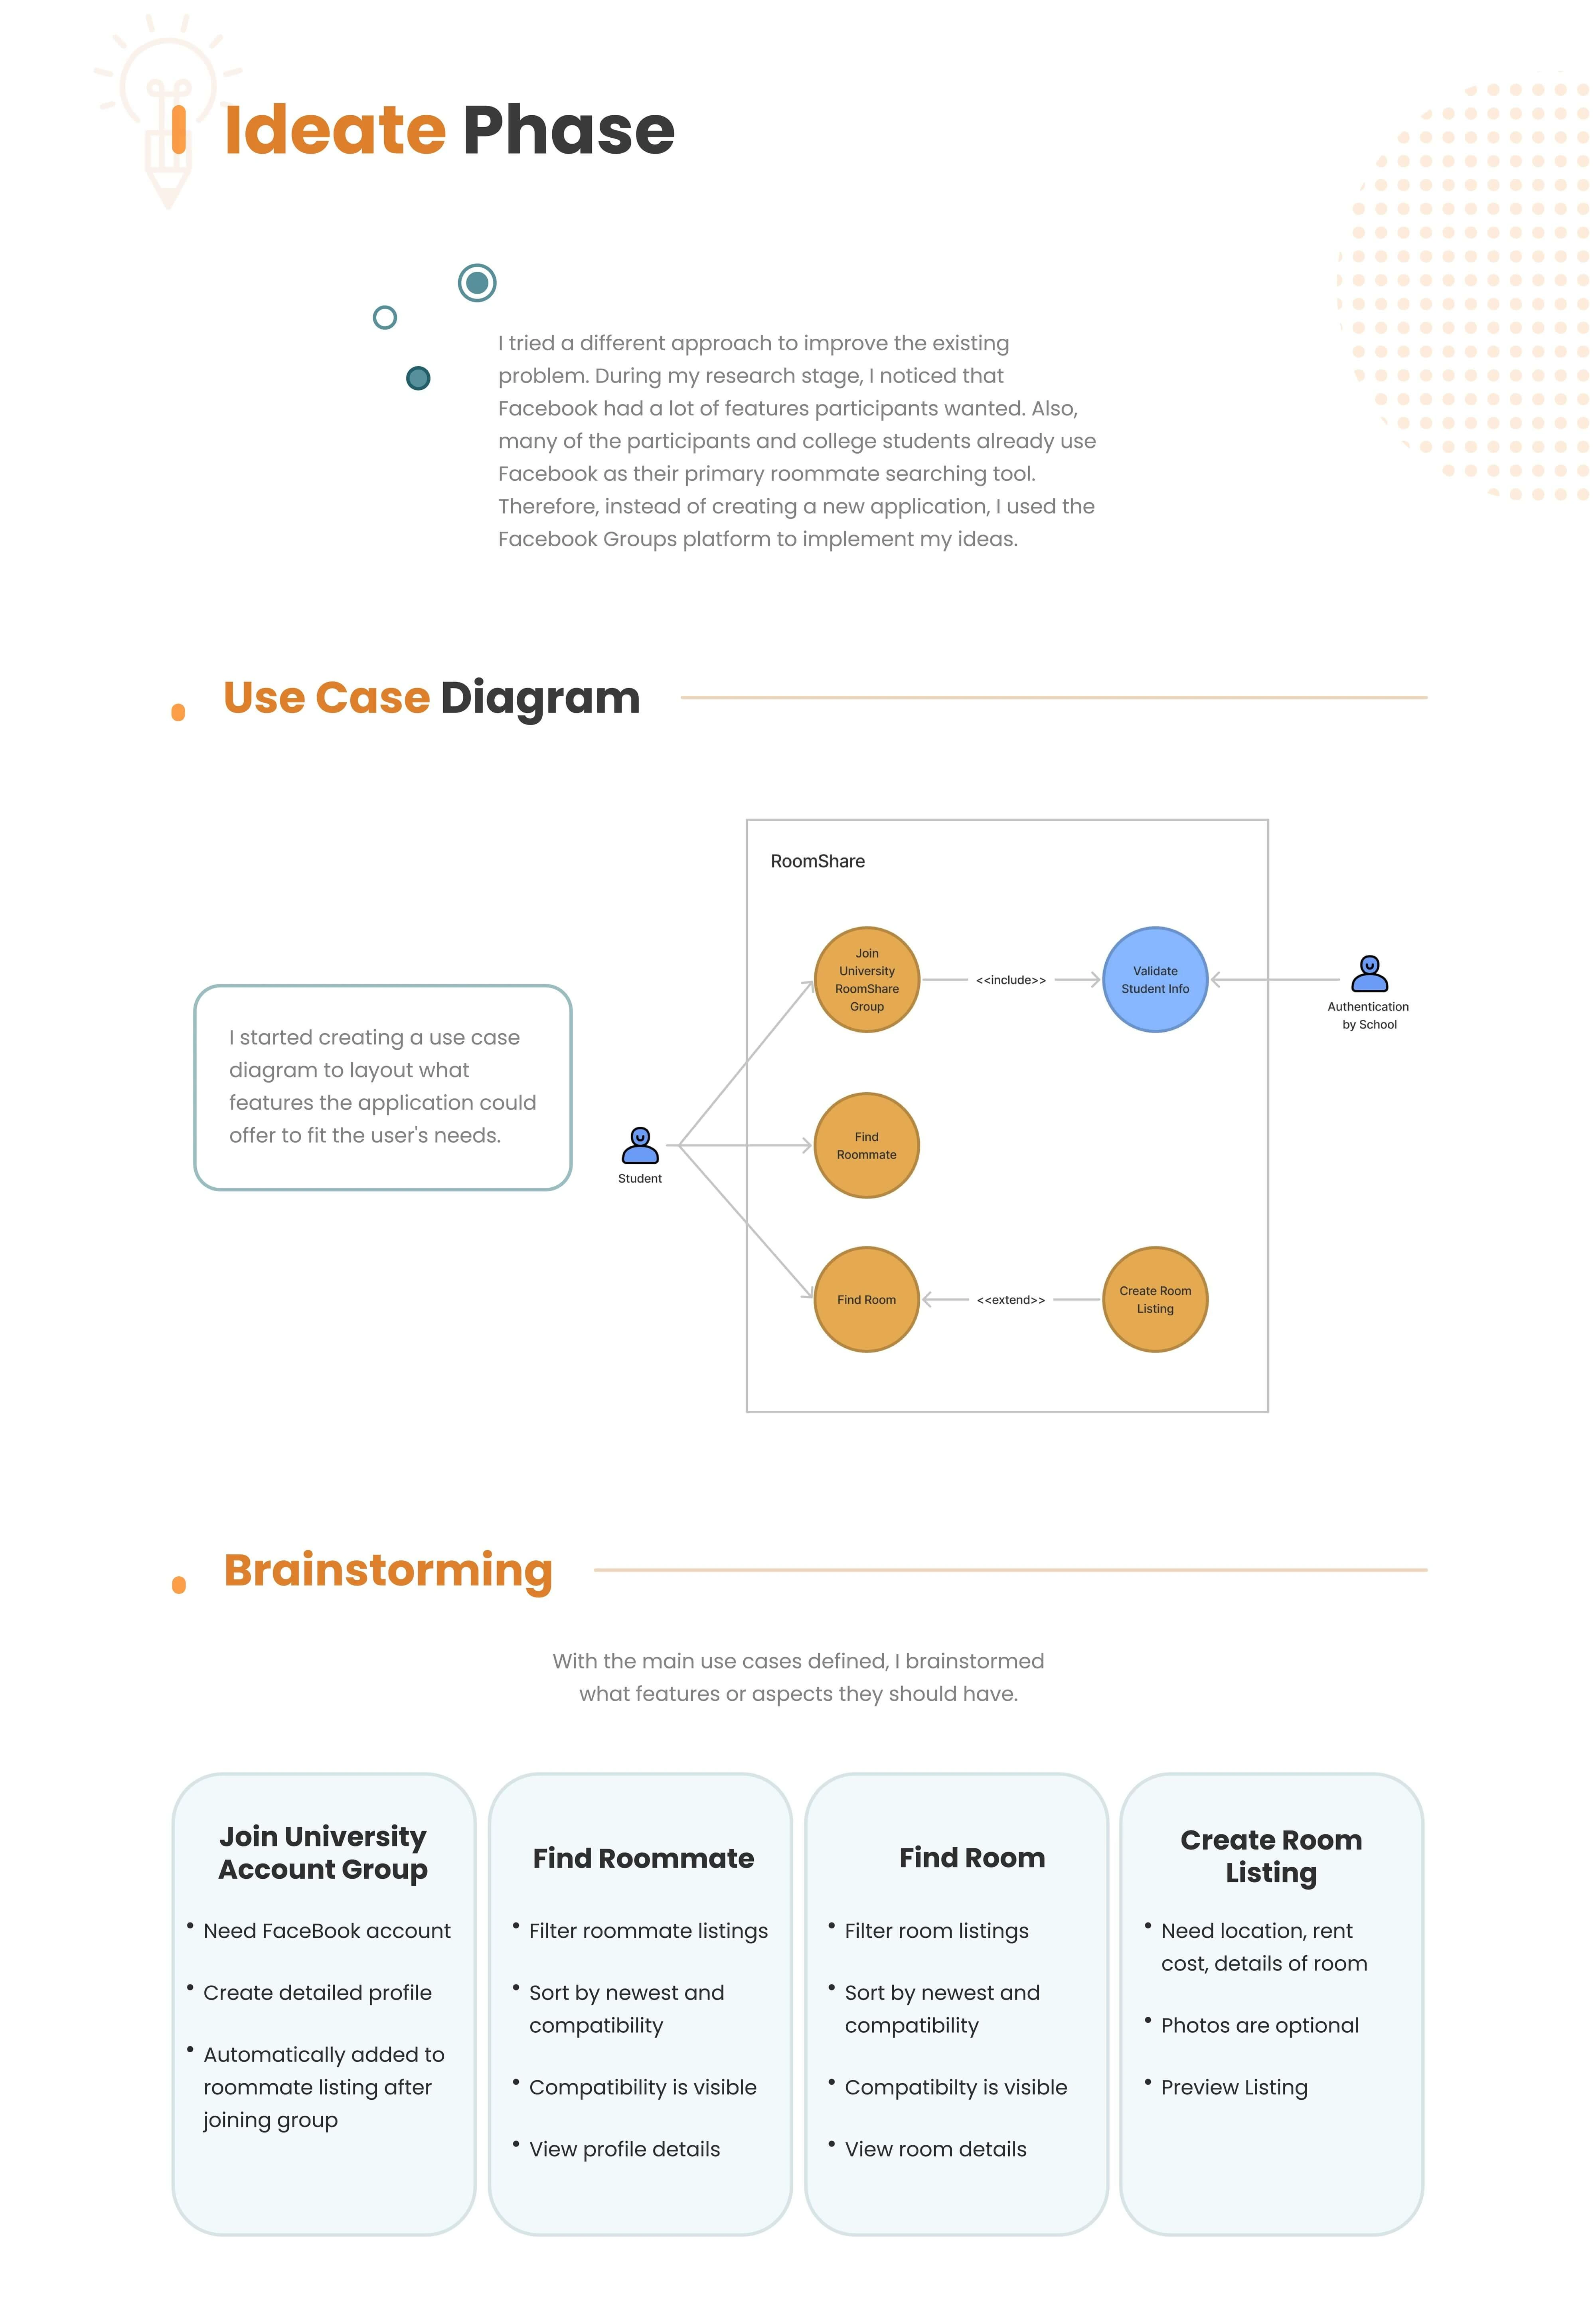 Ideate Phase
I tried a different approach to improve the existing
problem. During my research stage, I noticed that
Facebook had a lot of features participants wanted. Also,
many of the participants and college students already use
Facebook as their primary roommate searching tool.
Therefore, instead of creating a new application, I used the
Facebook Groups platform to implement my ideas.
Use Case Diagram
I started creating a use case
diagram to layout what
features the application could
offer to fit the user's needs.
Student
RoomShare
Join
University
RoomShare
Group
<<include>>
Validate
Student Info
Authentication
by School
Find
Roommate
Find Room
<<extend>>
Create Room
Listing
Brainstorming
With the main use cases defined, I brainstormed
what features or aspects they should have.
Join University
Account Group
• Need FaceBook account
• Create detailed profile
• Automatically added to
roommate listing after
joining group
Find Roommate
• Filter roommate listings
• Sort by newest and
compatibility
• Compatibility is visible
• View profile details
Find Room
• Filter room listings
• Sort by newest and
compatibility
• Compatibilty is visible
• View room details
Create Room
Listing
• Need location, rent
cost, details of room
• Photos are optional
• Preview Listing